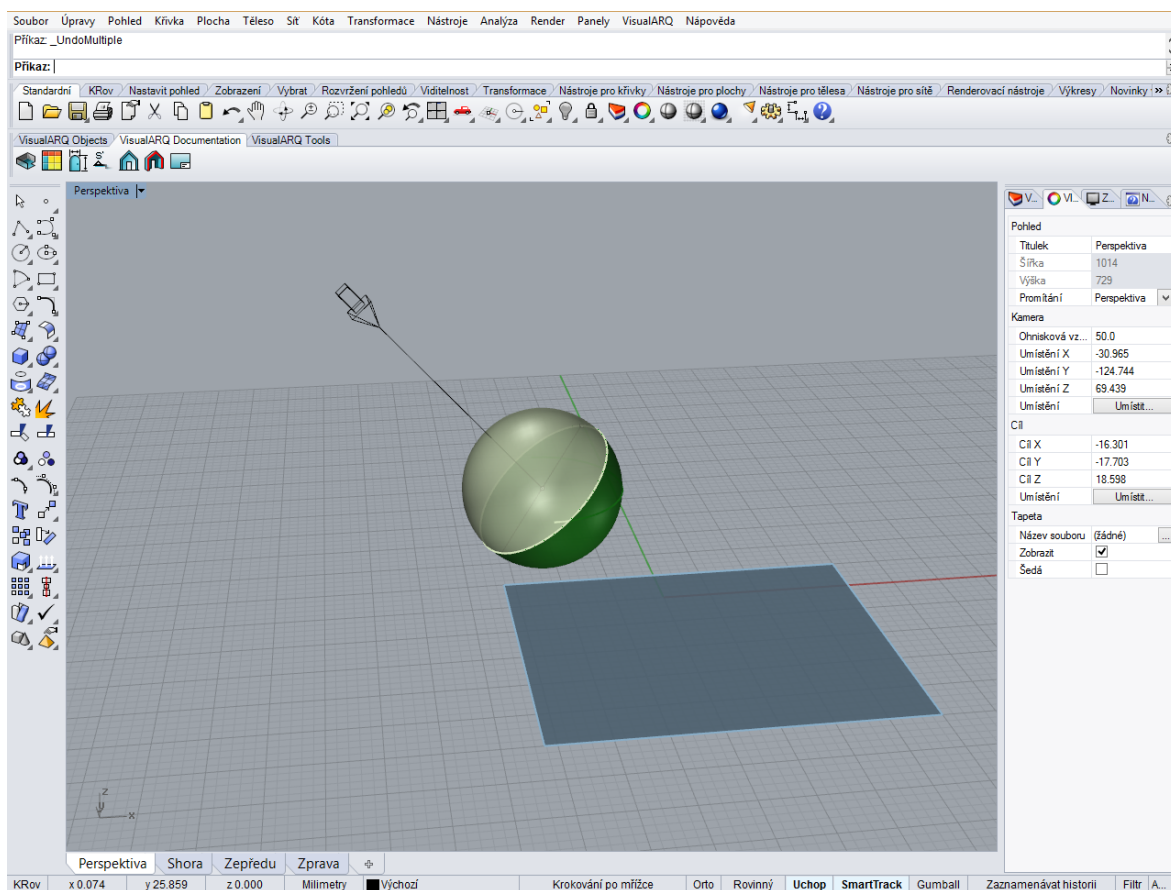 Soubor Úpravy Pohled Křivka Plocha Těleso Síť Kóta Transformace Nástroje Analýza Render Panely VisualARQ Nápověda
Příkaz: _UndoMultiple
Příkaz:
Standardní KRov Nastavit pohled Zobrazení Vybrat Rozvržení pohledů Viditelnost Transformace Nástroje pro křivky Nástroje pro plochy Nástroje pro tělesa Nástroje pro sítě Renderovací nástroje Výkresy Novinky »
VisualARQ Objects VisualARQ Documentation VisualARQ Tools
Perspektiva
V... Vl... Z... N...
Pohled
Titulek Perspektiva
Šířka 1014
Výška 729
Promítání Perspektiva
Kamera
Ohnisková vz... 50.0
Umístění X -30.965
Umístění Y -124.744
Umístění Z 69.439
Umístění Umístit...
Cíl
Cíl X -16.301
Cíl Y -17.703
Cíl Z 18.598
Umístění Umístit...
Tapeta
Název souboru (žádné) ...
Zobrazit
Šedá
z
y
x
Perspektiva Shora Zepředu Zprava
KRov x 0.074 y 25.859 z 0.000 Milimetry Výchozí Krokování po mřížce Orto Rovinný Uchop SmartTrack Gumball Zaznamenávat historii Filtr A...